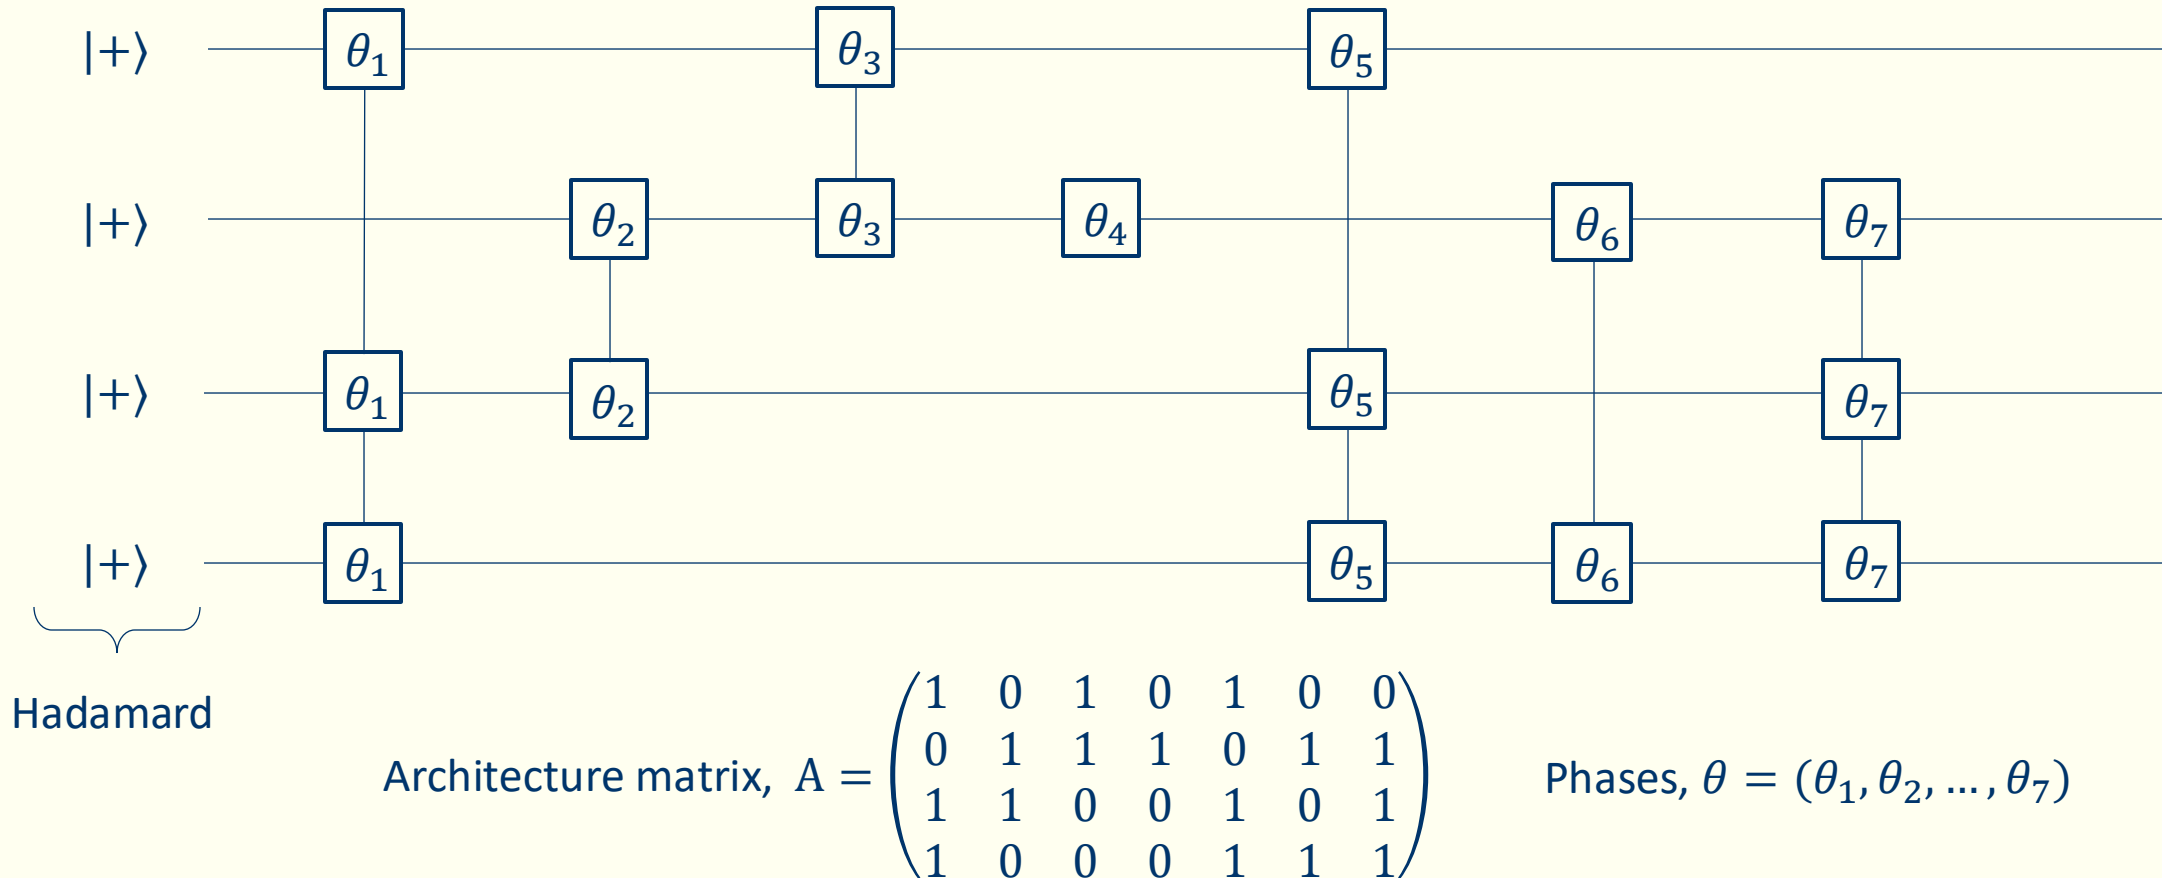 |+⟩ θ₁ θ₃ θ₅
|+⟩ θ₂ θ₃ θ₄ θ₆ θ₇
|+⟩ θ₁ θ₂ θ₅ θ₇
|+⟩ θ₁ θ₅ θ₆ θ₇
Hadamard
1 0 1 0 1 0 0
0 1 1 1 0 1 1
Architecture matrix, A = Phases, θ = (θ₁, θ₂, … , θ₇)
1 1 0 0 1 0 1
1 0 0 0 1 1 1